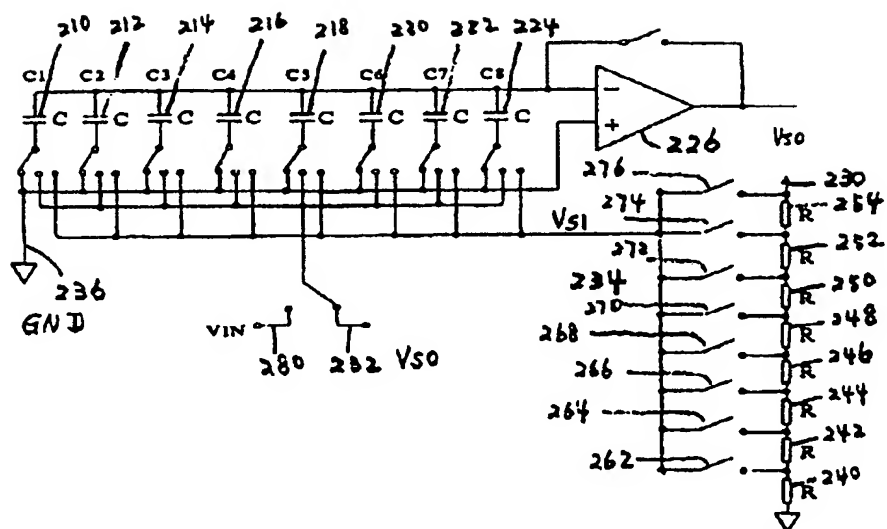 210 212 214 216 218 220 222 224
C1 C2 C3 C4 C5 C6 C7 C8
C C C C C C C C
− +
226
VS0
276 230
274 R 254
VS1
272 R 252
234
270 R 250
268 R 248
266 R 246
264 R 244
262 R 242
R 240
236
GND
VIN
280 232 VS0